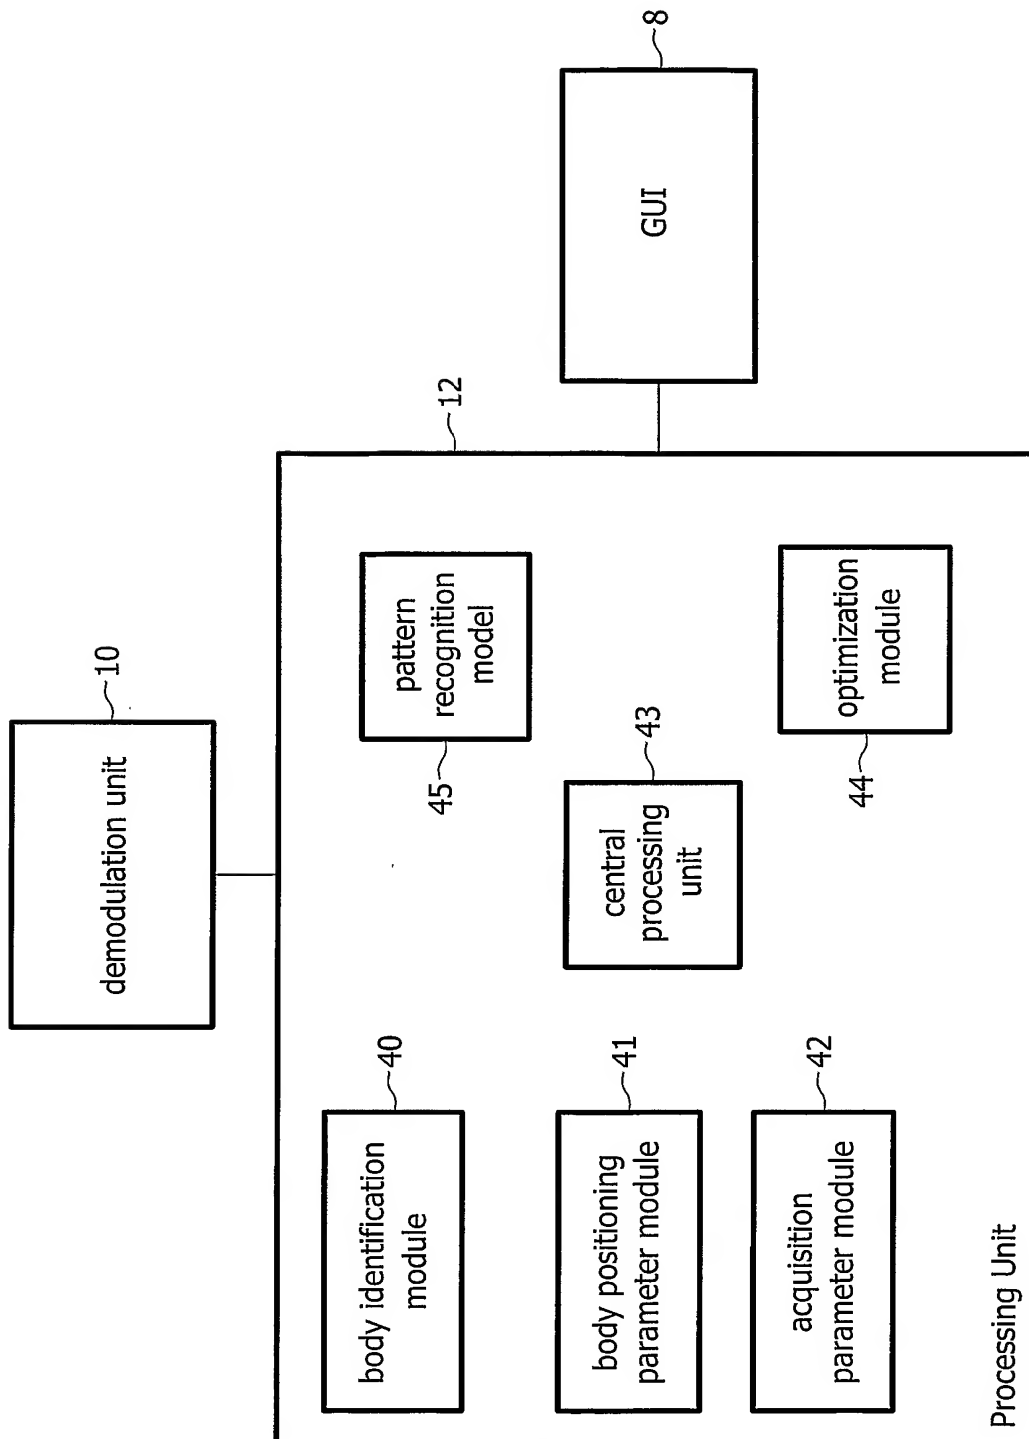 demodulation unit
10
12
GUI
8
body identification
module
40
body positioning
parameter module
41
acquisition
parameter module
42
central
processing
unit
43
pattern
recognition
model
45
optimization
module
44
Processing Unit